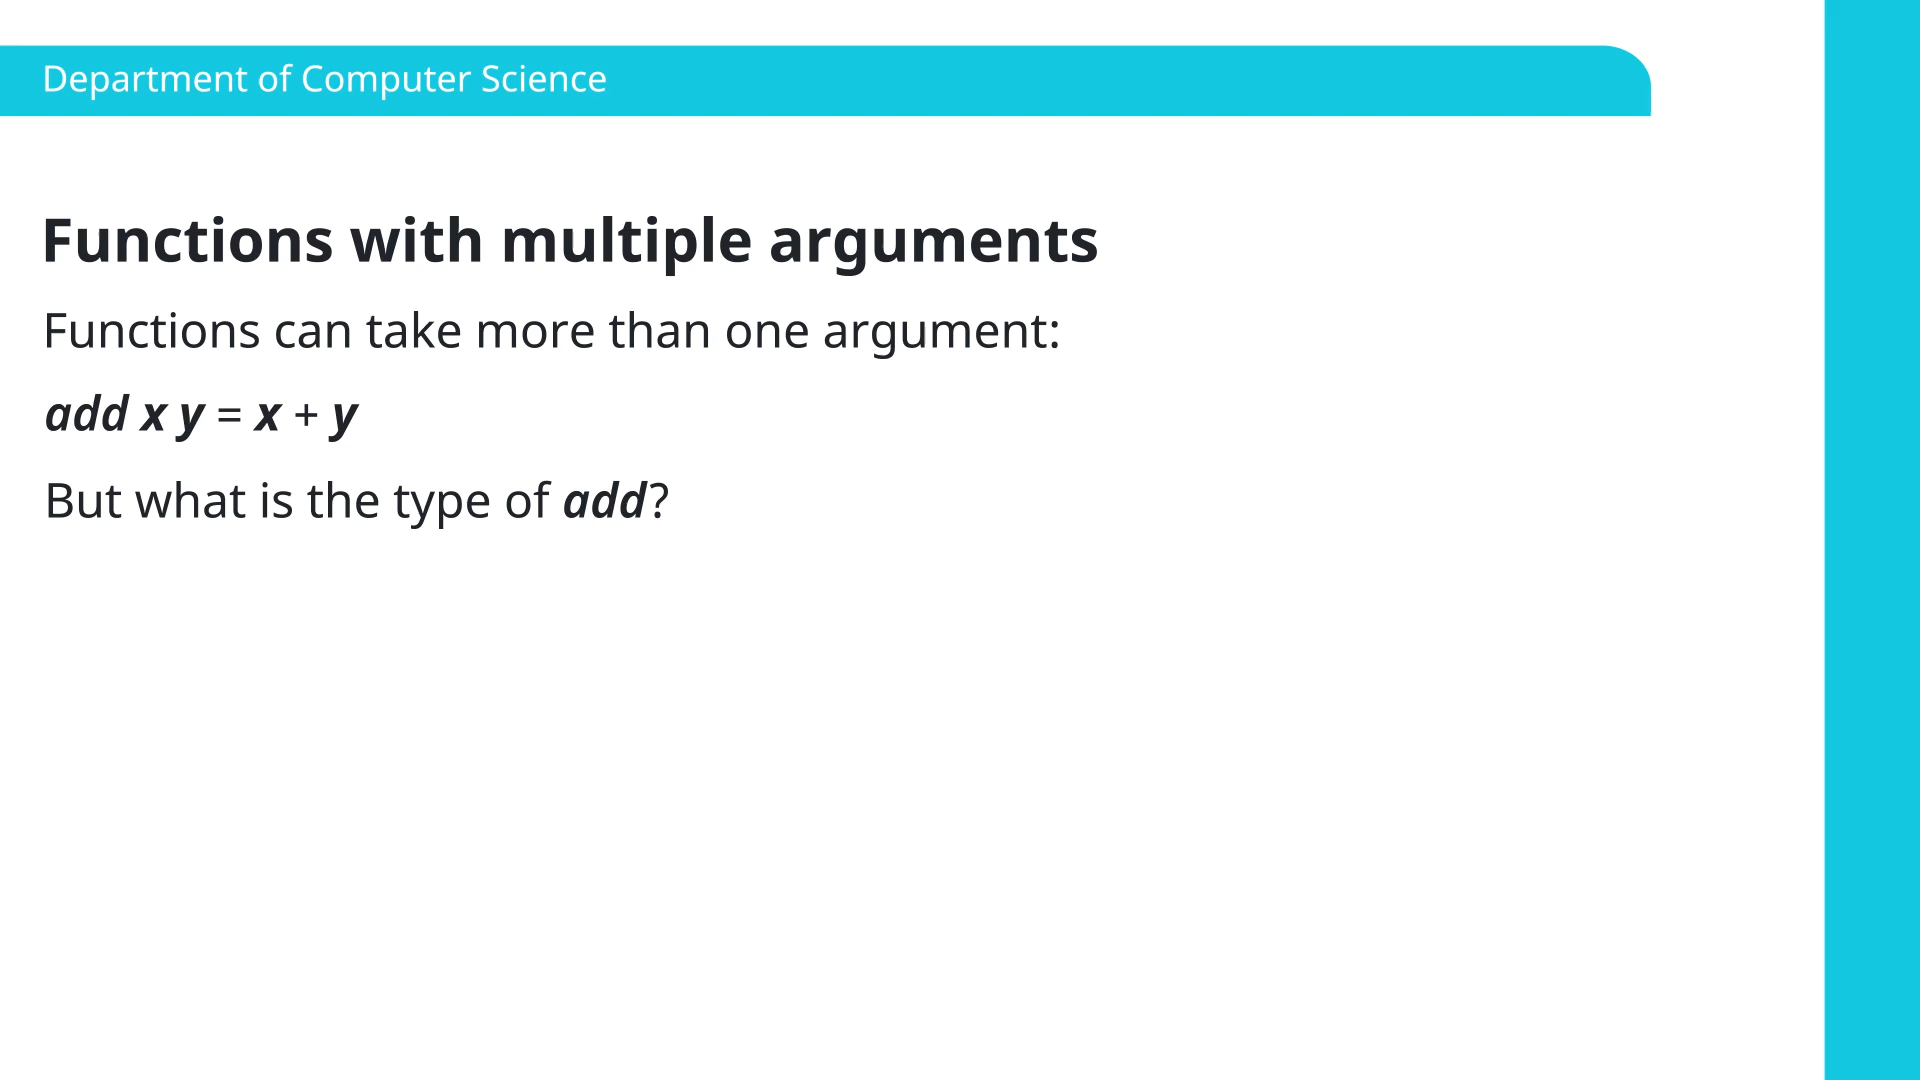 Department of Computer Science
Functions with multiple arguments
Functions can take more than one argument:
add x y = x + y
But what is the type of add?